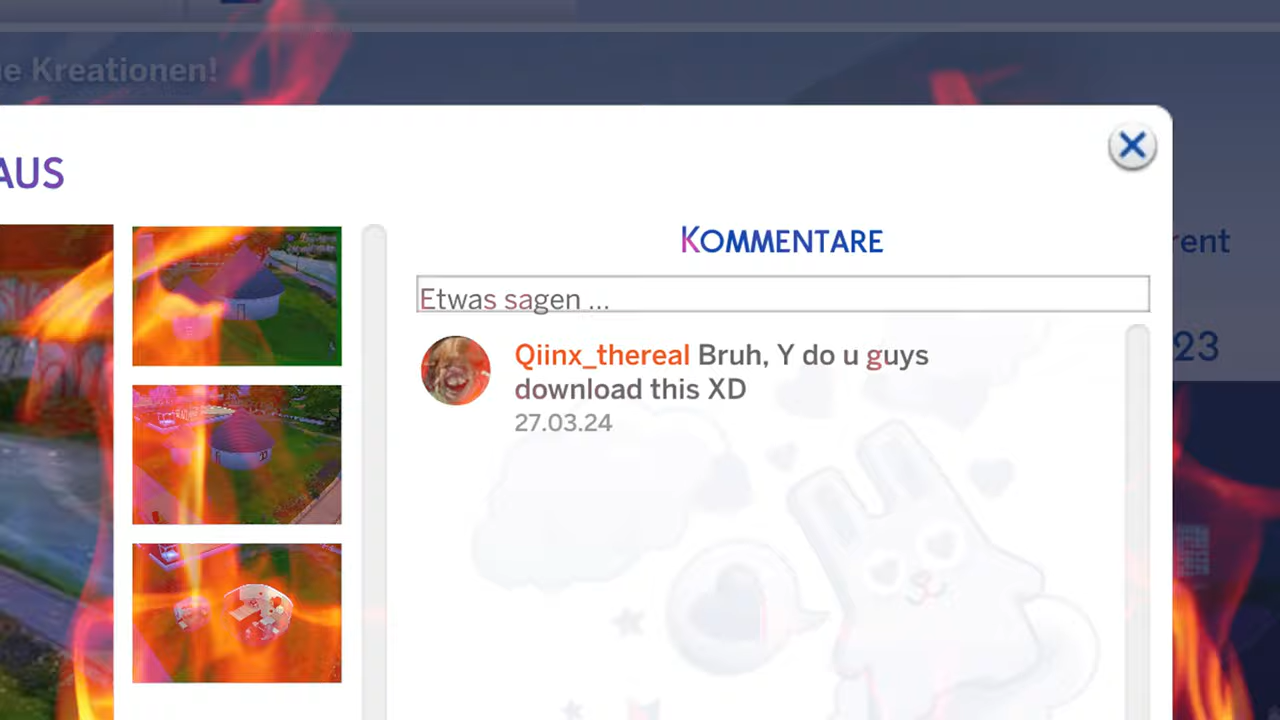 e Kreationen!
AUS
KOMMENTARE
rent
Etwas sagen ...
23
Qiinx_thereal Bruh, Y do u guys
download this XD
27.03.24